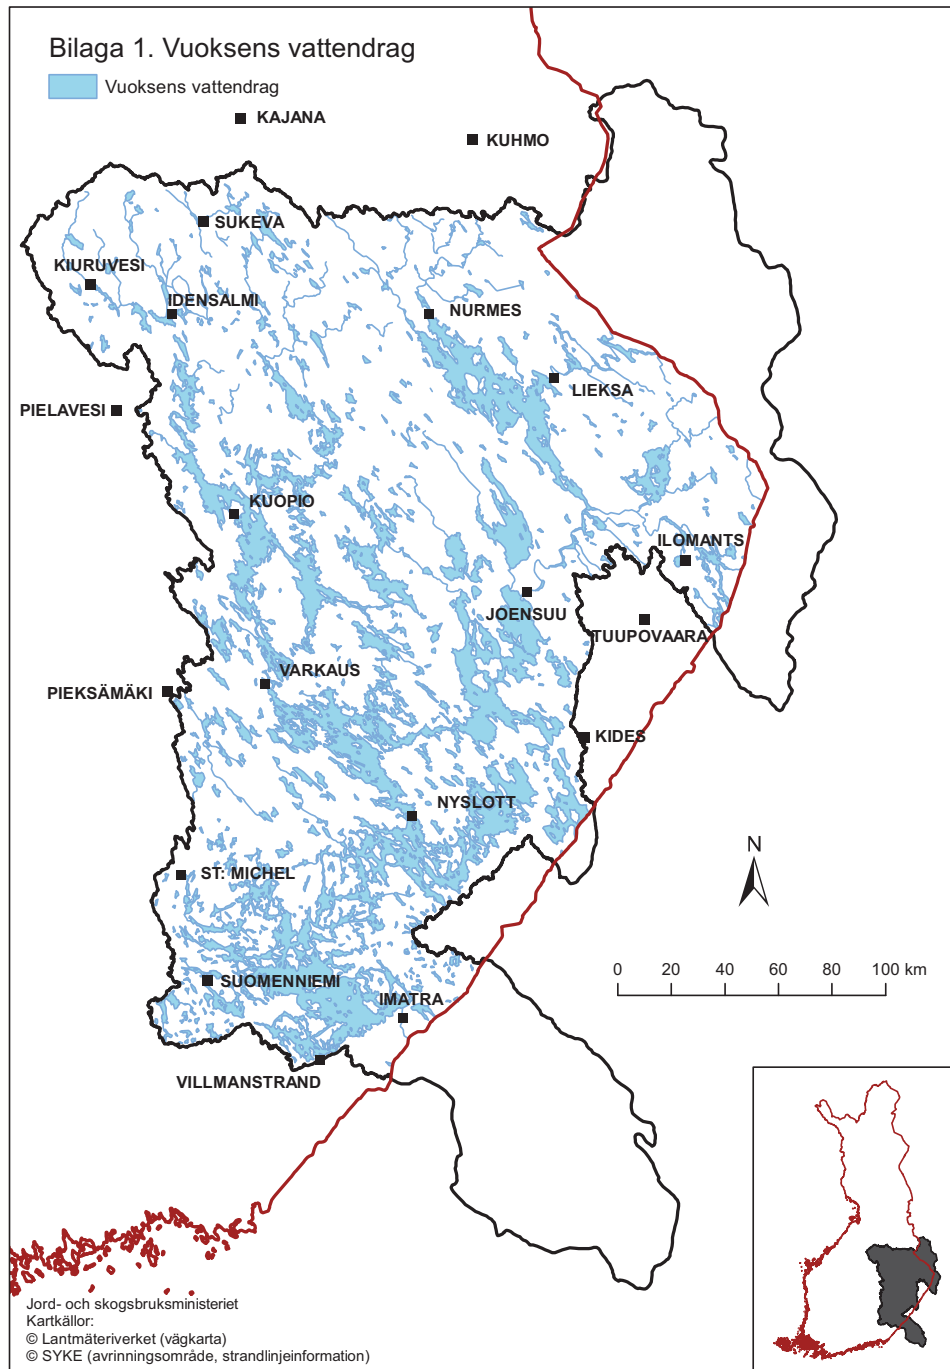 Bilaga 1. Vuoksens vattendrag
Vuoksens vattendrag
KAJANA
KUHMO
SUKEVA
KIURUVESI
IDENSALMI
NURMES
LIEKSA
PIELAVESI
KUOPIO
ILOMANTS
JOENSUU
TUUPOVAARA
VARKAUS
PIEKSÄMÄKI
KIDES
NYSLOTT
N
ST: MICHEL
SUOMENNIEMI
0 20 40 60 80 100 km
IMATRA
VILLMANSTRAND
Jord- och skogsbruksministeriet
Kartkällor:
© Lantmäteriverket (vägkarta)
© SYKE (avrinningsområde, strandlinjeinformation)